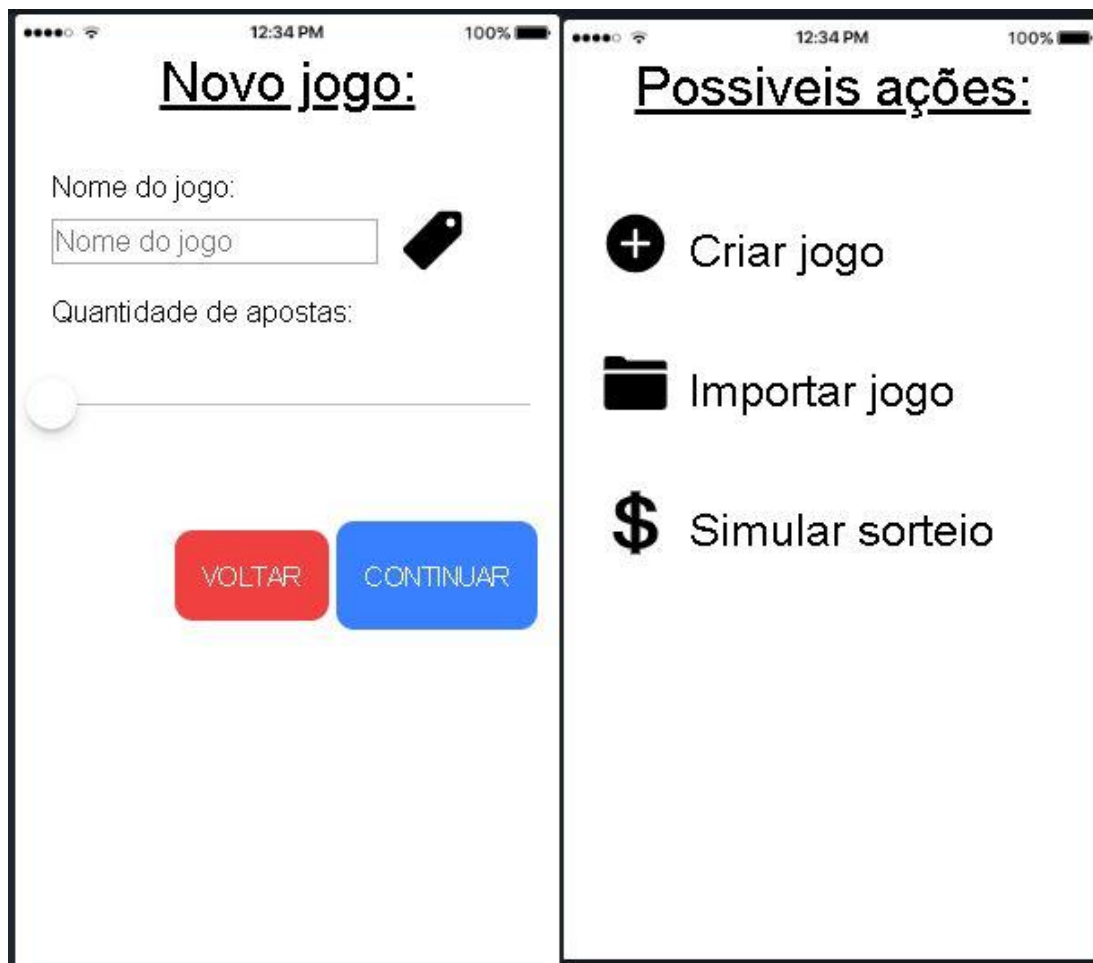 12:34 PM 100%
Novo jogo:
Nome do jogo:
Nome do jogo
Quantidade de apostas:
VOLTAR CONTINUAR
12:34 PM 100%
Possiveis ações:
Criar jogo
Importar jogo
$ Simular sorteio